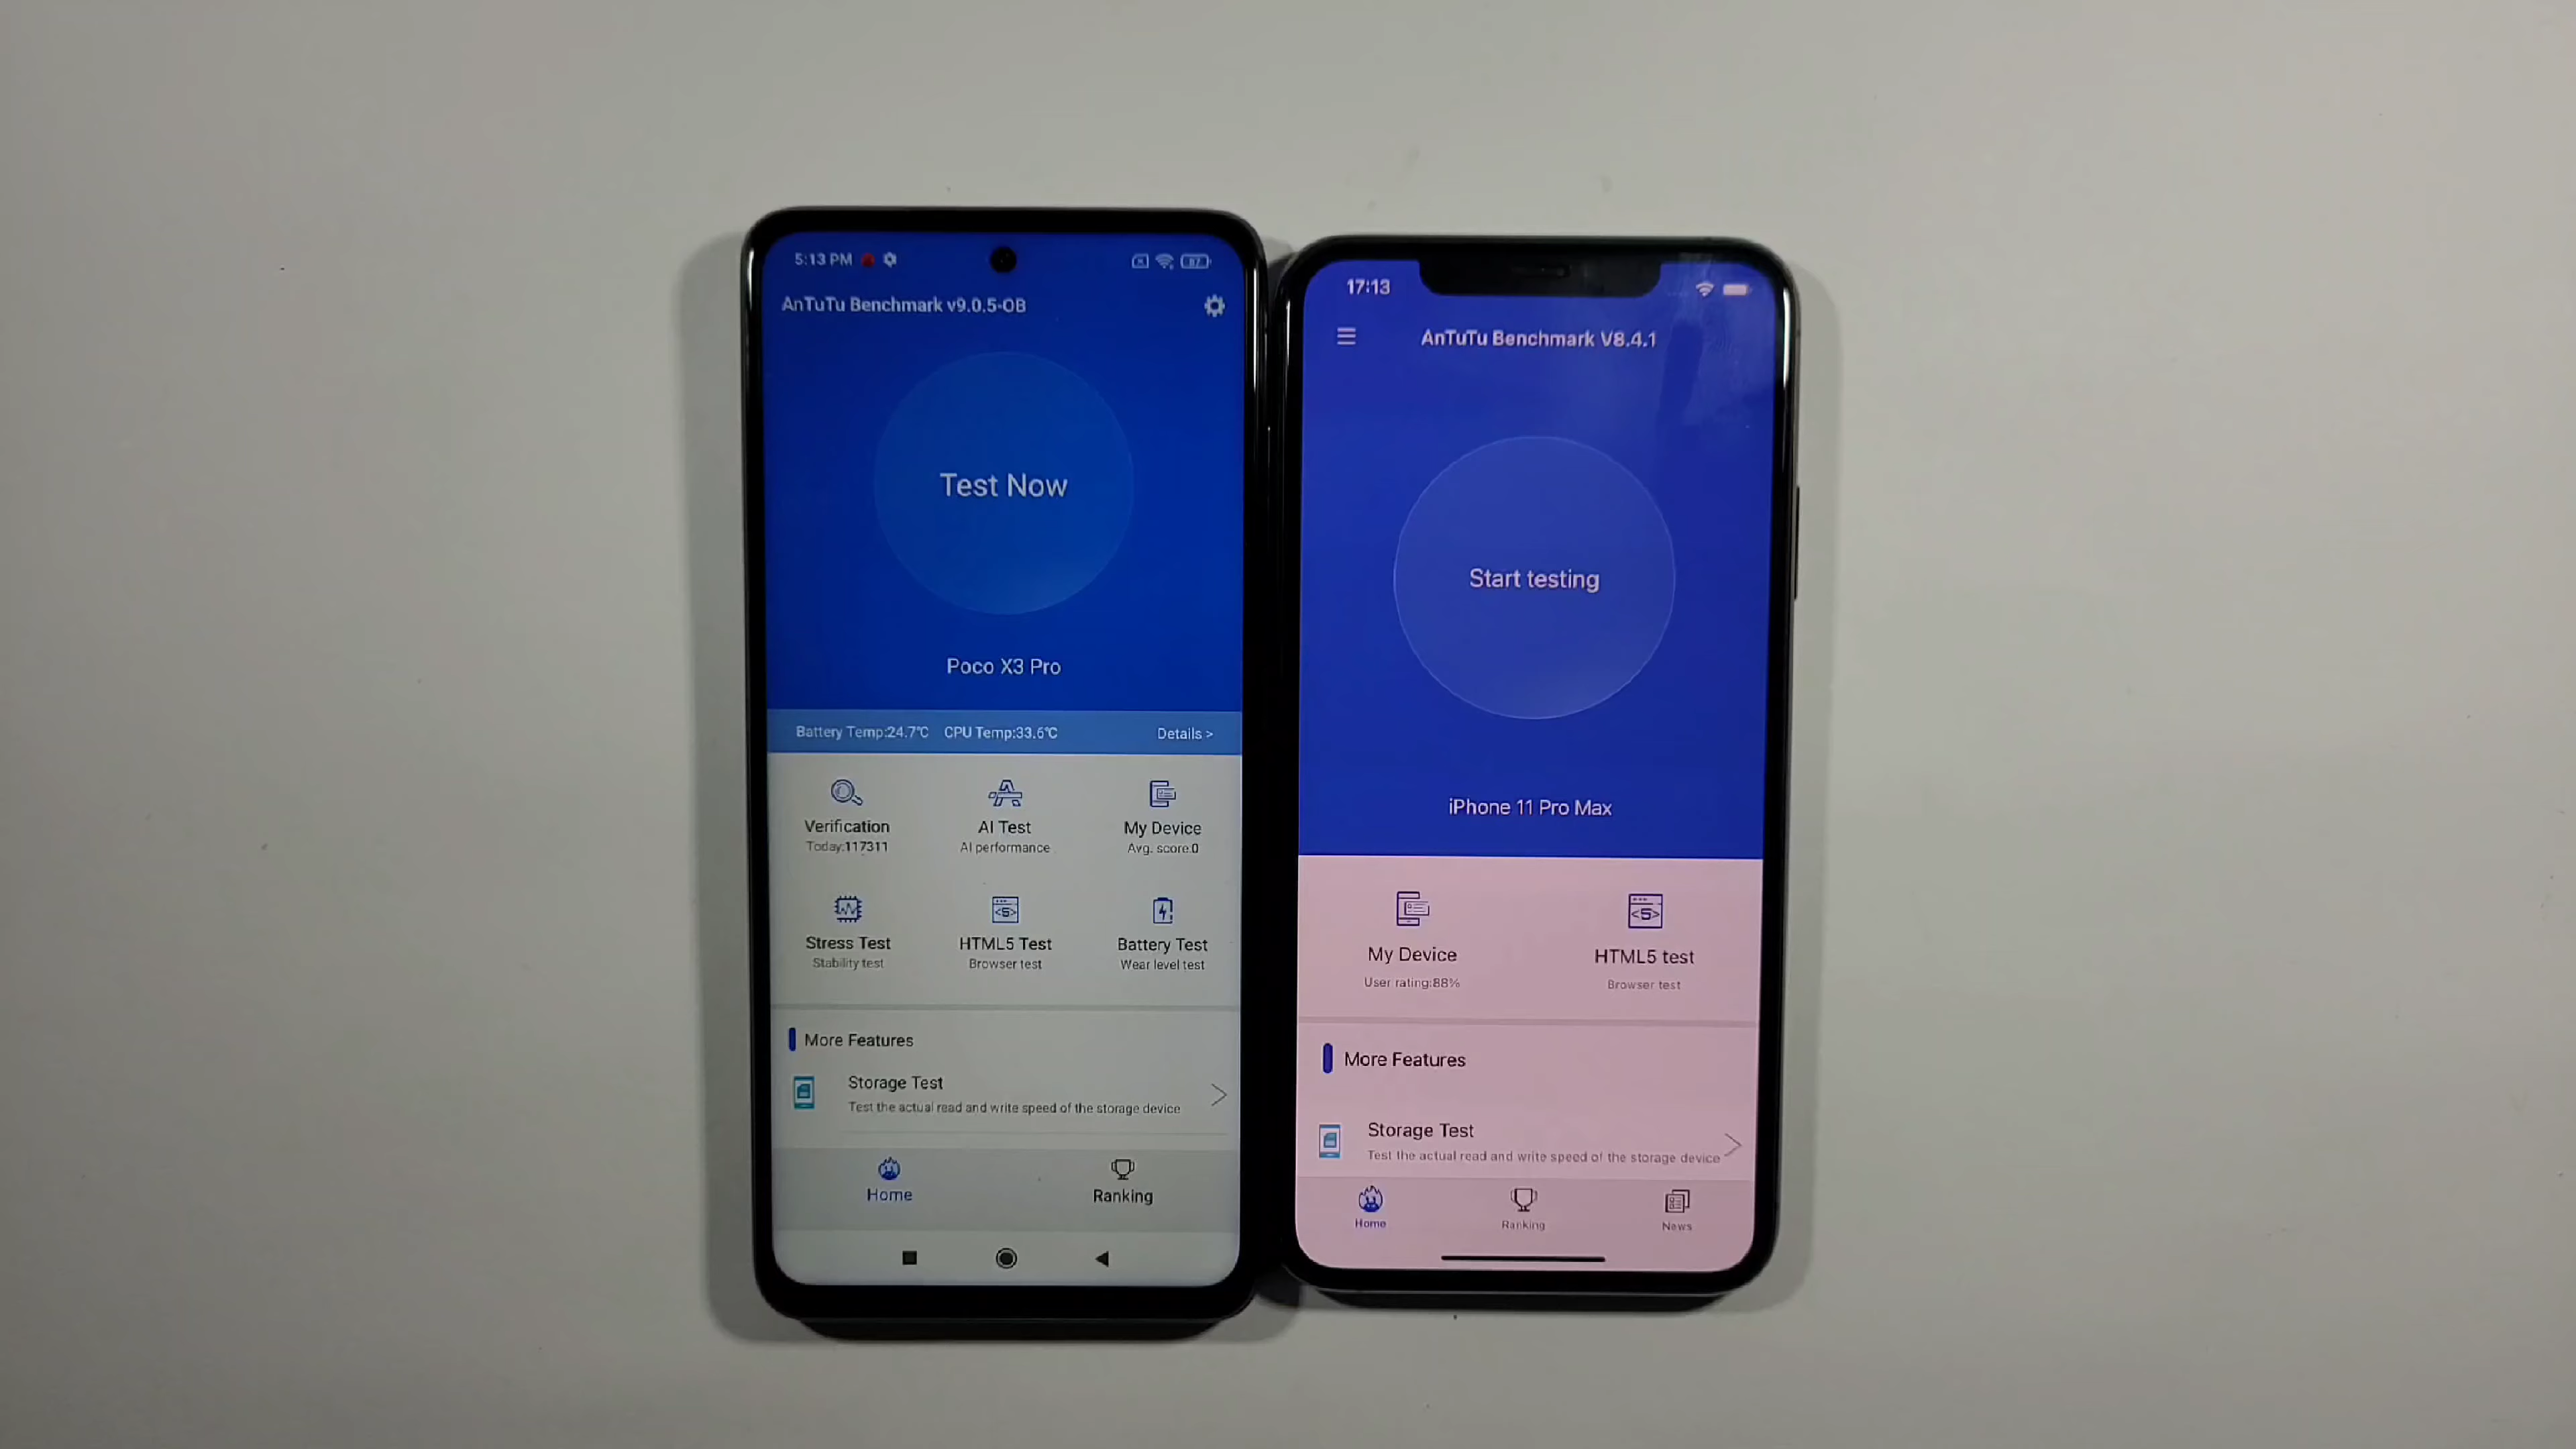 5:13 PM
87
AnTuTu Benchmark v9.0.5-OB
Test Now
Poco X3 Pro
Battery Temp:24.7℃ CPU Temp:33.6℃ Details >
Verification
Today:117311
AI Test
AI performance
My Device
Avg. score:0
Stress Test
Stability test
HTML5 Test
Browser test
Battery Test
Wear level test
More Features
Storage Test
Test the actual read and write speed of the storage device
Home
Ranking
17:13
AnTuTu Benchmark V8.4.1
Start testing
iPhone 11 Pro Max
My Device
User rating:88%
HTML5 test
Browser test
More Features
Storage Test
Test the actual read and write speed of the storage device
Home
Ranking
News